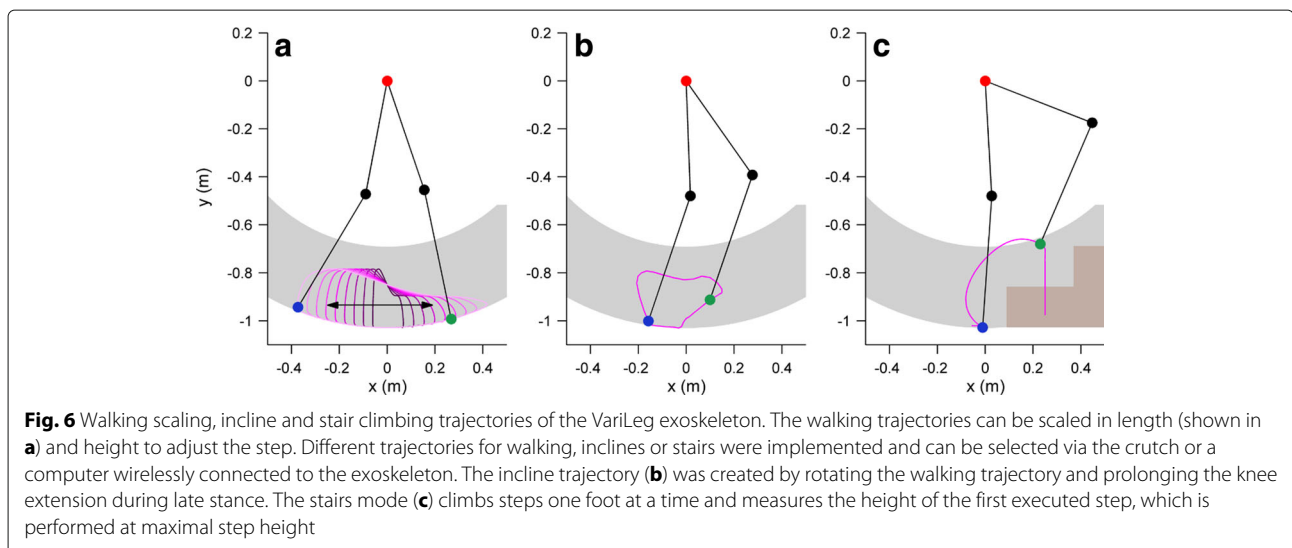 a
b
c
0.2
0
-0.2
-0.4
-0.6
-0.8
-1
y (m)
-0.4 -0.2 0 0.2 0.4
x (m)
0.2
0
-0.2
-0.4
-0.6
-0.8
-1
-0.4 -0.2 0 0.2 0.4
x (m)
0.2
0
-0.2
-0.4
-0.6
-0.8
-1
-0.4 -0.2 0 0.2 0.4
x (m)
Fig. 6 Walking scaling, incline and stair climbing trajectories of the VariLeg exoskeleton. The walking trajectories can be scaled in length (shown in
a) and height to adjust the step. Different trajectories for walking, inclines or stairs were implemented and can be selected via the crutch or a
computer wirelessly connected to the exoskeleton. The incline trajectory (b) was created by rotating the walking trajectory and prolonging the knee
extension during late stance. The stairs mode (c) climbs steps one foot at a time and measures the height of the first executed step, which is
performed at maximal step height